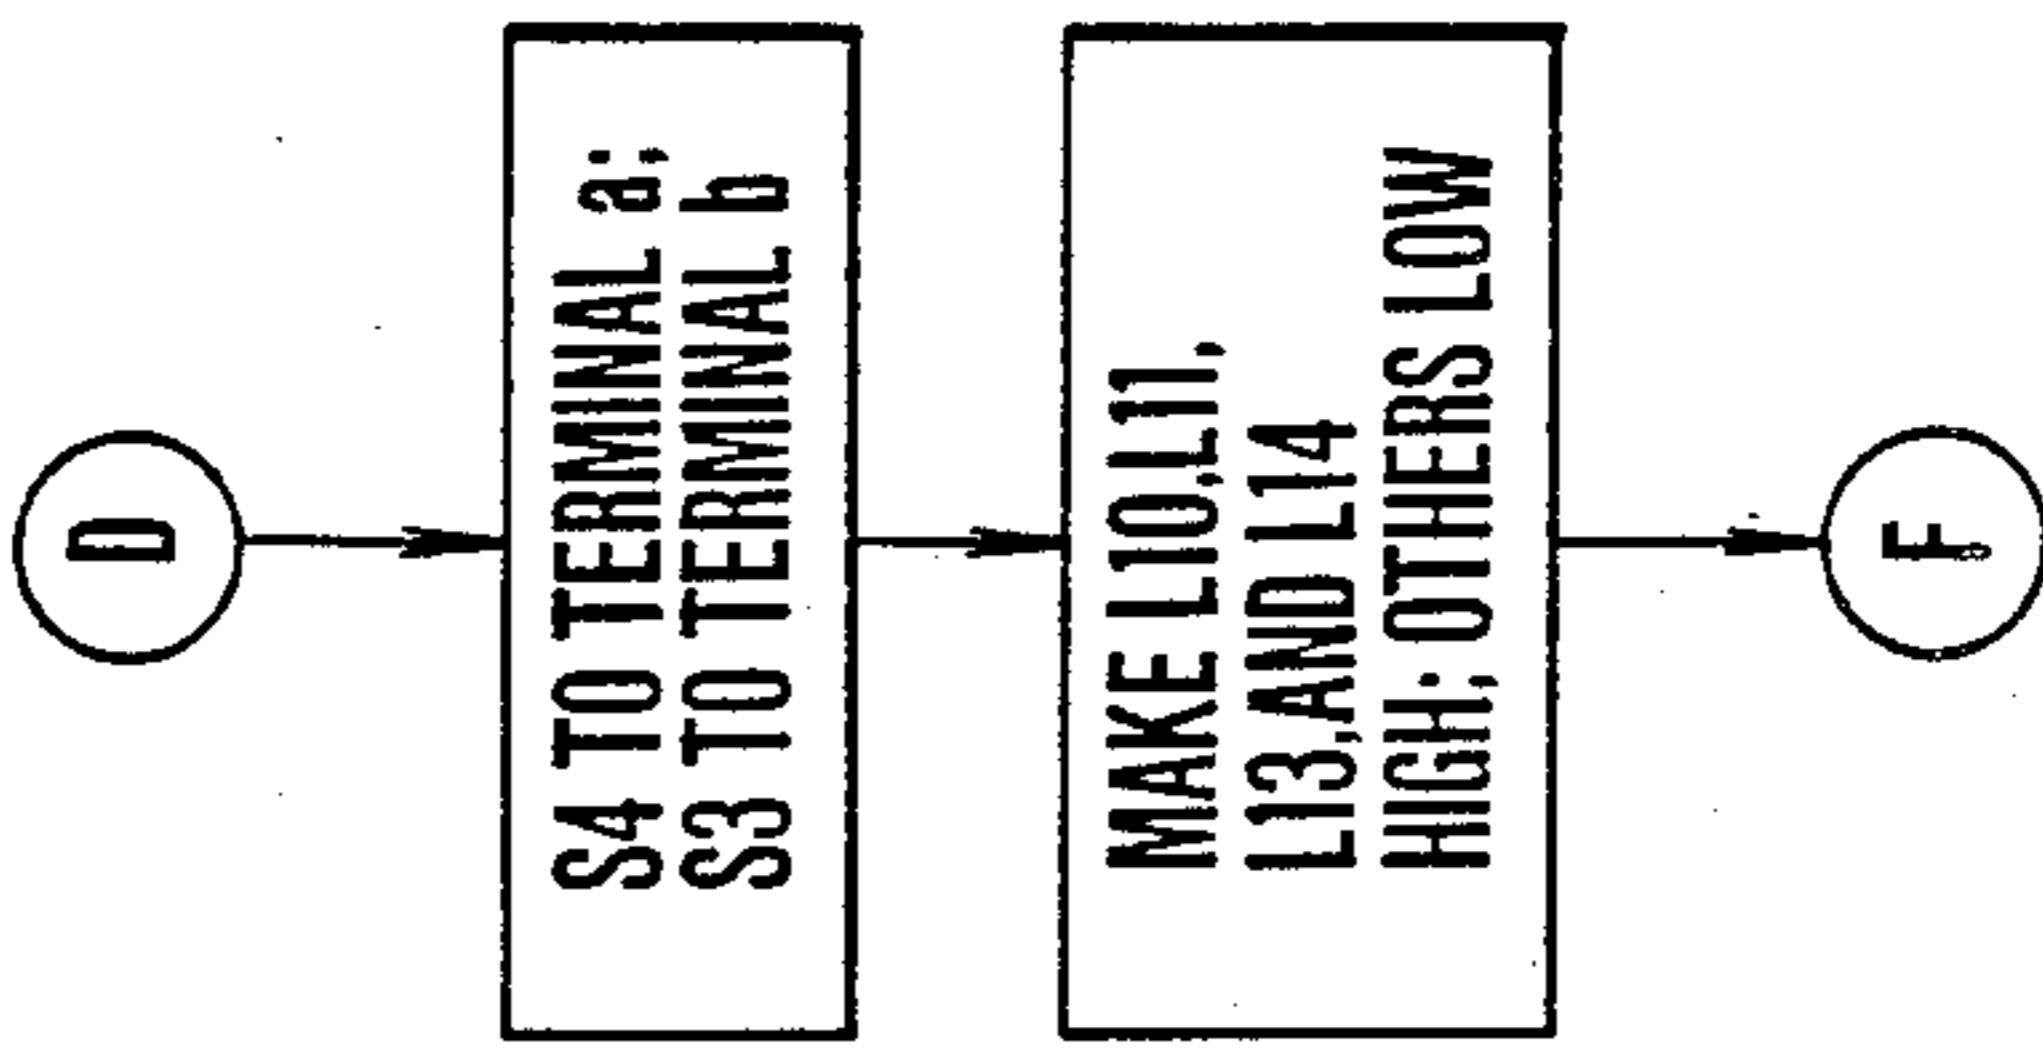 D
S4 TO TERMINAL a;
S3 TO TERMINAL b
MAKE L10,L11,
L13,AND L14
HIGH; OTHERS LOW
F